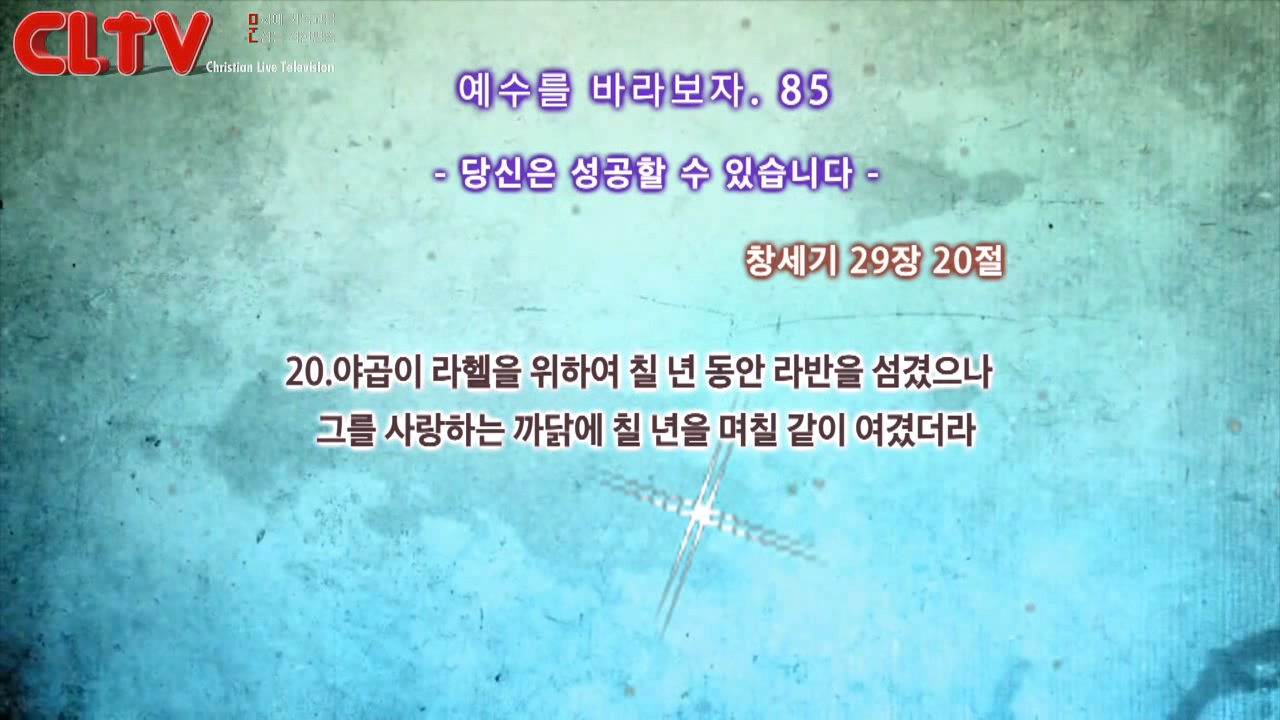 CLTV
Christian Live Television
예수를 바라보자. 85
- 당신은 성공할 수 있습니다 -
창세기 29장 20절
20.야곱이 라헬을 위하여 칠 년 동안 라반을 섬겼으나
그를 사랑하는 까닭에 칠 년을 며칠 같이 여겼더라